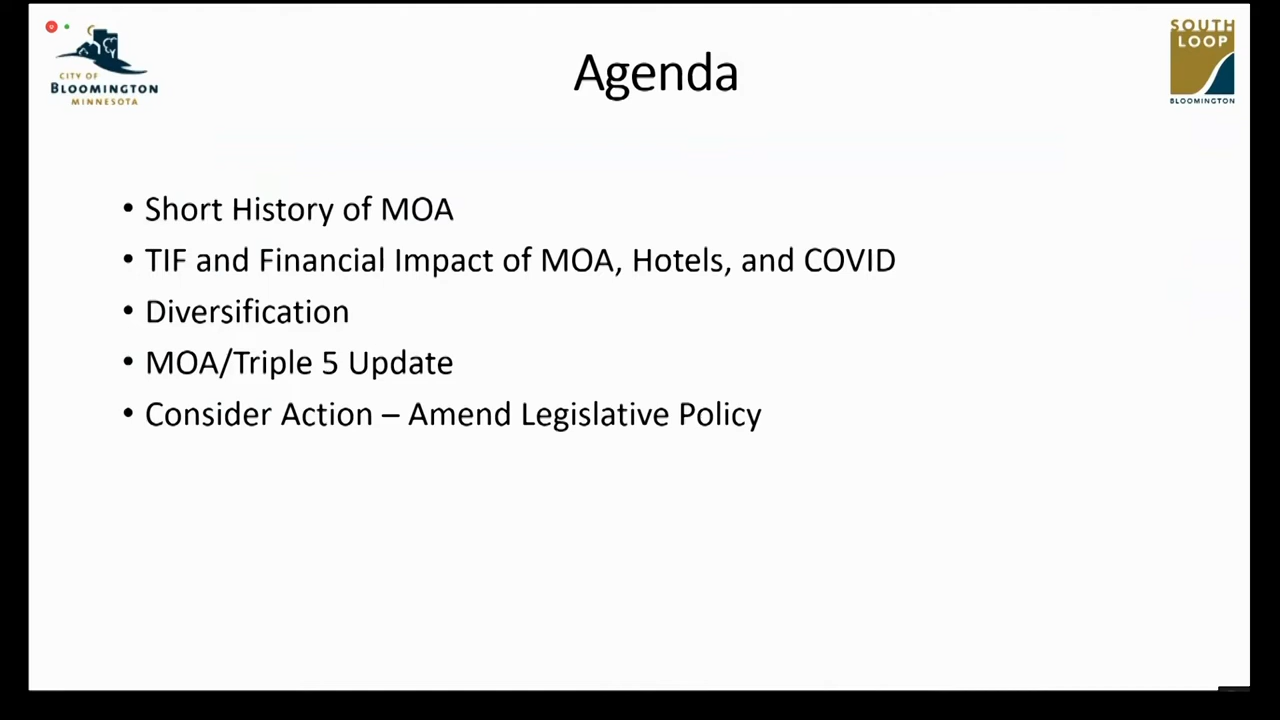 CITY OF
BLOOMINGTON
MINNESOTA
Agenda
SOUTH
LOOP
BLOOMINGTON
• Short History of MOA
• TIF and Financial Impact of MOA, Hotels, and COVID
• Diversification
• MOA/Triple 5 Update
• Consider Action – Amend Legislative Policy